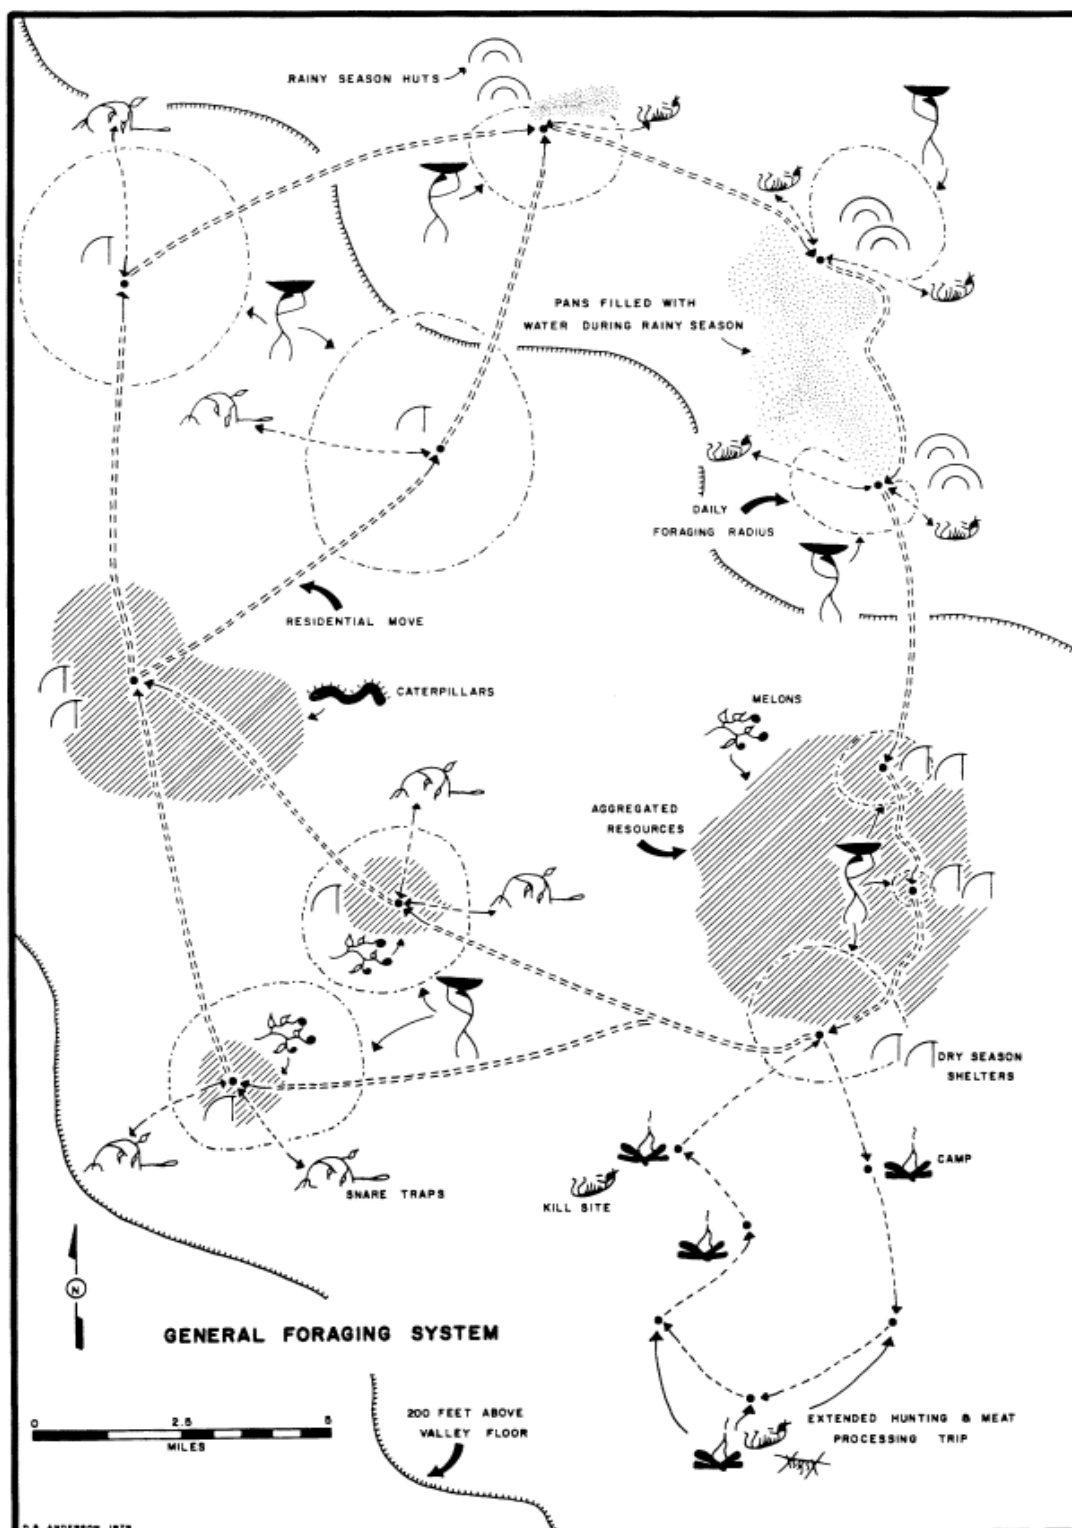 RAINY SEASON HUTS
PANS FILLED WITH
WATER DURING RAINY SEASON
DAILY
FORAGING RADIUS
RESIDENTIAL MOVE
CATERPILLARS
MELONS
AGGREGATED
RESOURCES
DRY SEASON
SHELTERS
CAMP
SNARE TRAPS
KILL SITE
N
GENERAL FORAGING SYSTEM
0 2.5 5
MILES
200 FEET ABOVE
VALLEY FLOOR
EXTENDED HUNTING & MEAT
PROCESSING TRIP